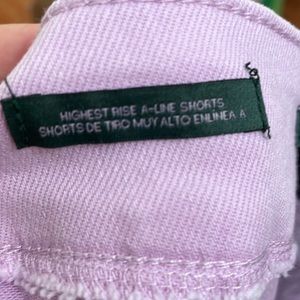 HIGHEST RISE A-LINE SHORTS
SHORTS DE TIRO MUY ALTO ENLINEA A